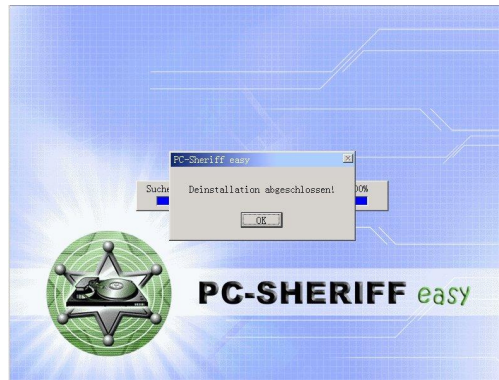 PC-Sheriff easy
Suche
00%
Deinstallation abgeschlossen!
OK
PC-SHERIFF easy